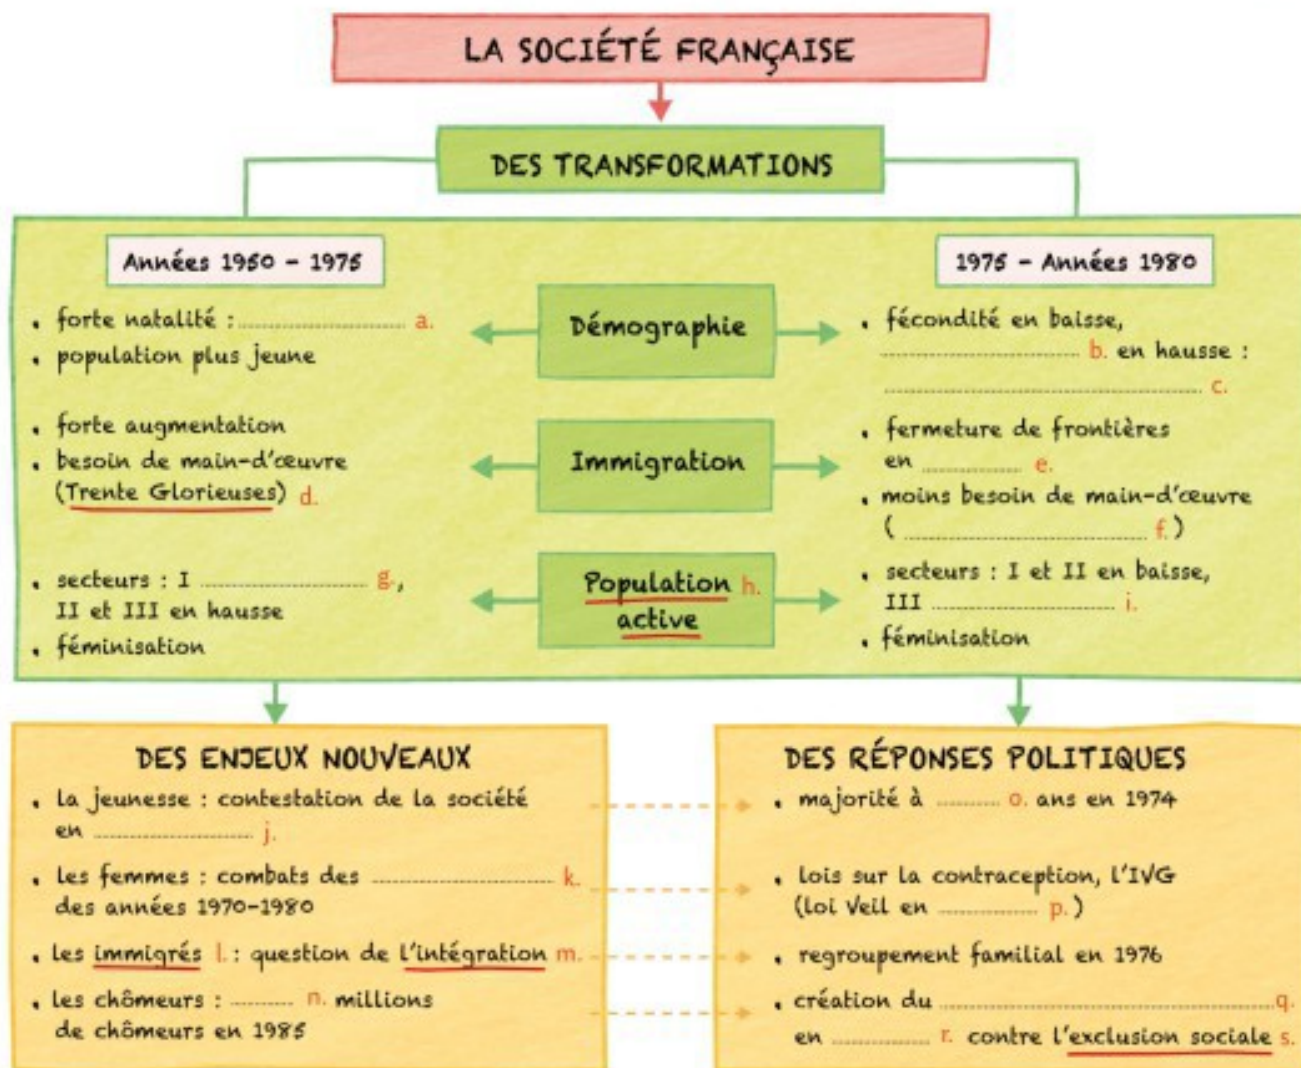 LA SOCIÉTÉ FRANÇAISE
DES TRANSFORMATIONS
Années 1950 - 1975
• forte natalité : .......... a.
• population plus jeune
• forte augmentation
• besoin de main-d'œuvre
(Trente Glorieuses) d.
• secteurs : I .......... g.,
II et III en hausse
• féminisation
Démographie
Immigration
Population h.
active
1975 - Années 1980
• fécondité en baisse,
.......... b. en hausse :
.......... c.
• fermeture de frontières
en .......... e.
• moins besoin de main-d'œuvre
( .......... f.)
• secteurs : I et II en baisse,
III .......... i.
• féminisation
DES ENJEUX NOUVEAUX
• la jeunesse : contestation de la société
en .......... j.
• les femmes : combats des .......... k.
des années 1970-1980
• les immigrés l. : question de l'intégration m.
• les chômeurs : .......... n. millions
de chômeurs en 1985
DES RÉPONSES POLITIQUES
• majorité à .......... o. ans en 1974
• lois sur la contraception, l'IVG
(loi Veil en .......... p.)
• regroupement familial en 1976
• création du .......... q.
en .......... r. contre l'exclusion sociale s.